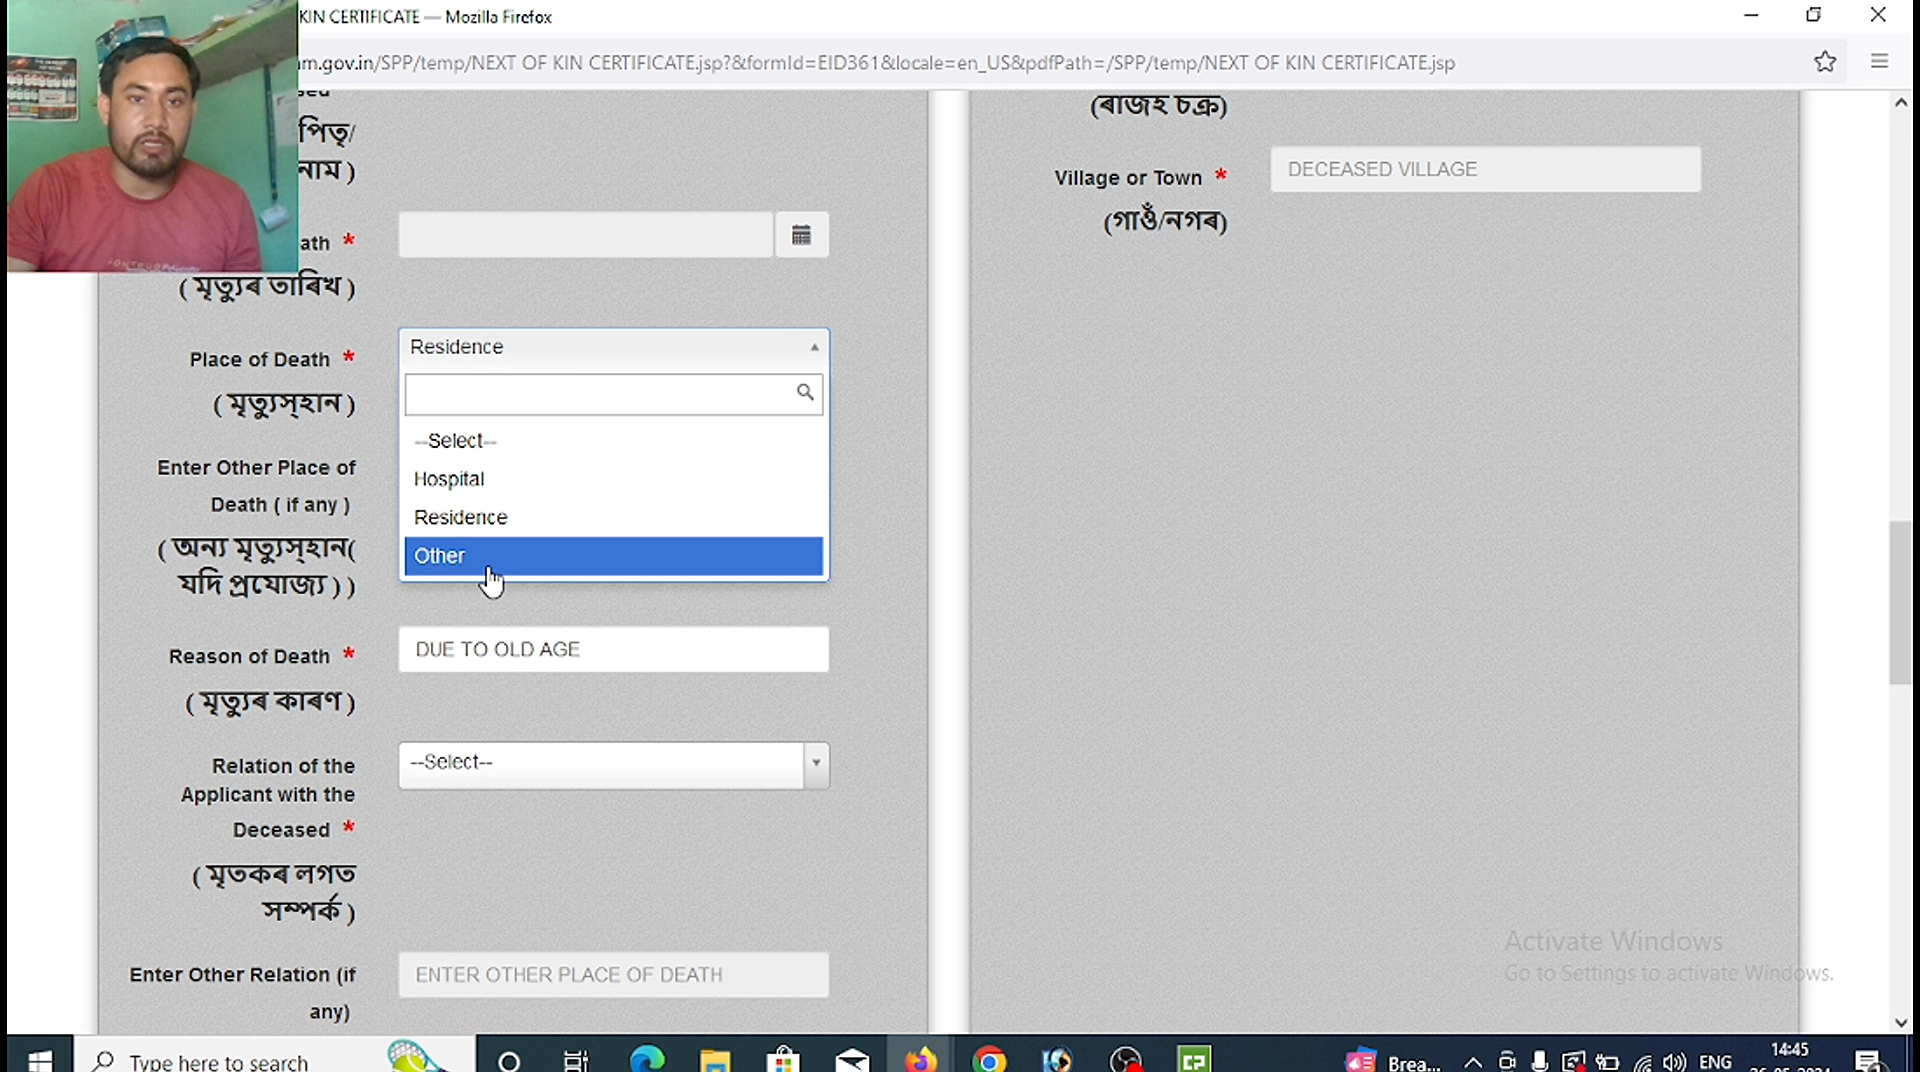 KIN CERTIFICATE — Mozilla Firefox
m.gov.in/SPP/temp/NEXT OF KIN CERTIFICATE.jsp?&formId=EID361&locale=en_US&pdfPath=/SPP/temp/NEXT OF KIN CERTIFICATE.jsp
sed
পিতৃ/
নাম )
ath *
( মৃত্যুৰ তাৰিখ )
Place of Death *
( মৃত্যুস্হান )
Residence
--Select--
Hospital
Residence
Other
Enter Other Place of
Death ( if any )
( অন্য মৃত্যুস্হান(
যদি প্ৰযোজ্য ) )
Reason of Death *
DUE TO OLD AGE
( মৃত্যুৰ কাৰণ )
Relation of the
Applicant with the
Deceased *
--Select--
( মৃতকৰ লগত
সম্পৰ্ক )
Enter Other Relation (if
any)
ENTER OTHER PLACE OF DEATH
(ৰাজহ চক্ৰ)
Village or Town *
DECEASED VILLAGE
(গাওঁ/নগৰ)
Activate Windows
Go to Settings to activate Windows.
Type here to search
Brea...
ENG
14:45
26-05-2024